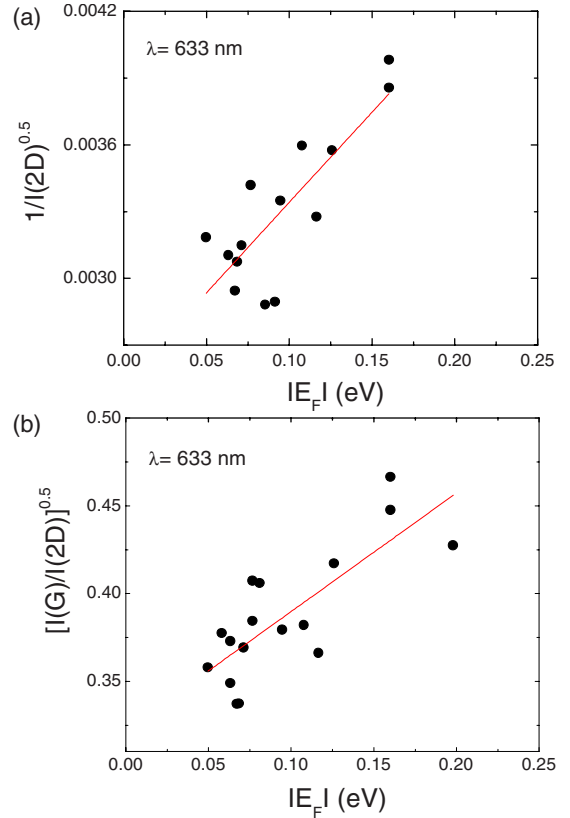 (a)
λ= 633 nm
1/I(2D)^0.5
0.0042
0.0036
0.0030
0.00 0.05 0.10 0.15 0.20 0.25
IE_F I (eV)
(b)
λ= 633 nm
[I(G)/I(2D)]^0.5
0.50
0.45
0.40
0.35
0.00 0.05 0.10 0.15 0.20 0.25
IE_F I (eV)